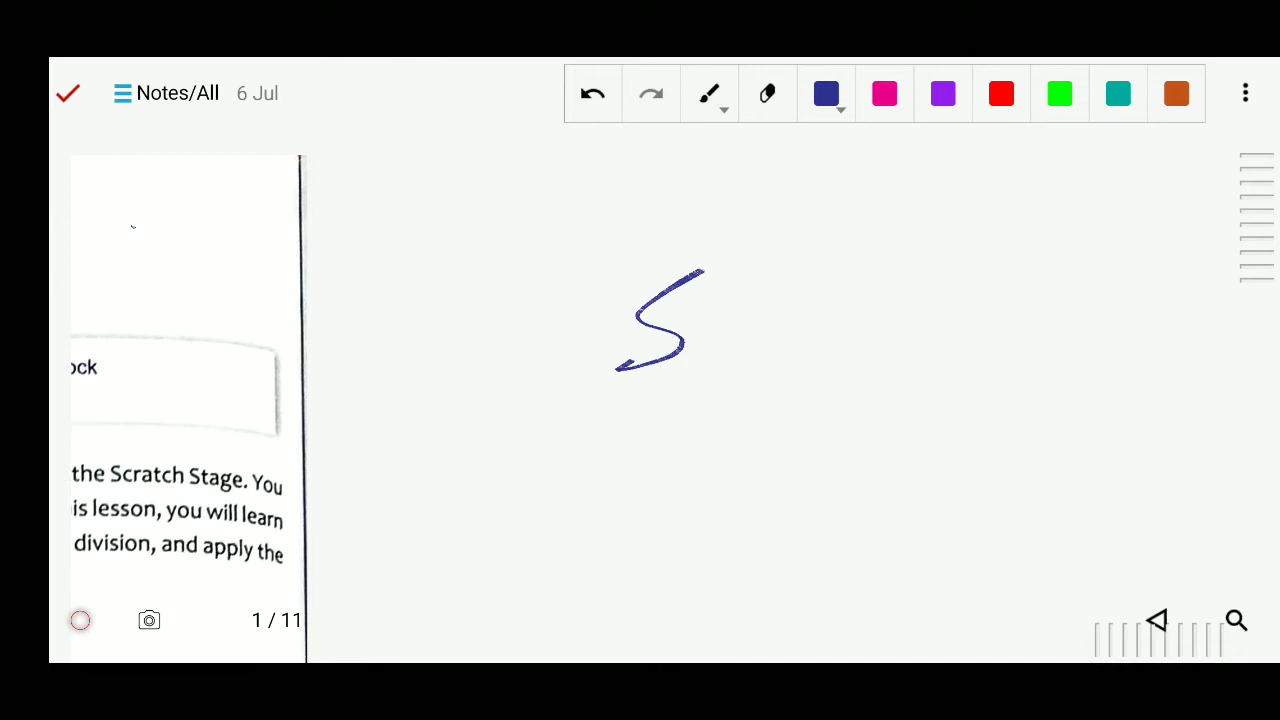 Notes/All 6 Jul
S
ock
the Scratch Stage. You
is lesson, you will learn
division, and apply the
1 / 11